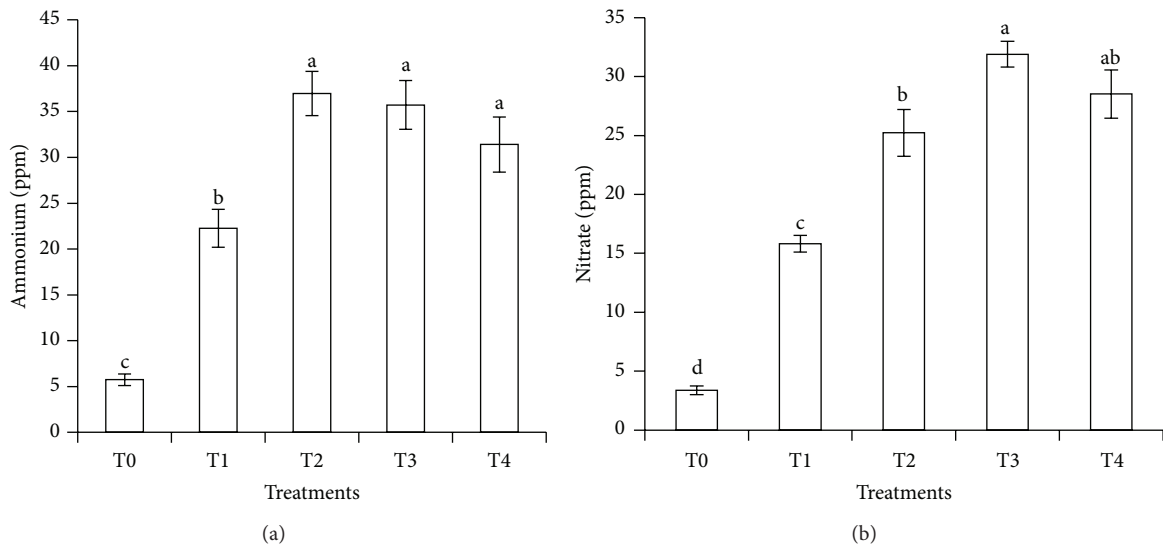 45
40
35
30
25
20
15
10
5
0
Ammonium (ppm)
c
b
a
a
a
T0 T1 T2 T3 T4
Treatments
(a)
35
30
25
20
15
10
5
0
Nitrate (ppm)
d
c
b
a
ab
T0 T1 T2 T3 T4
Treatments
(b)